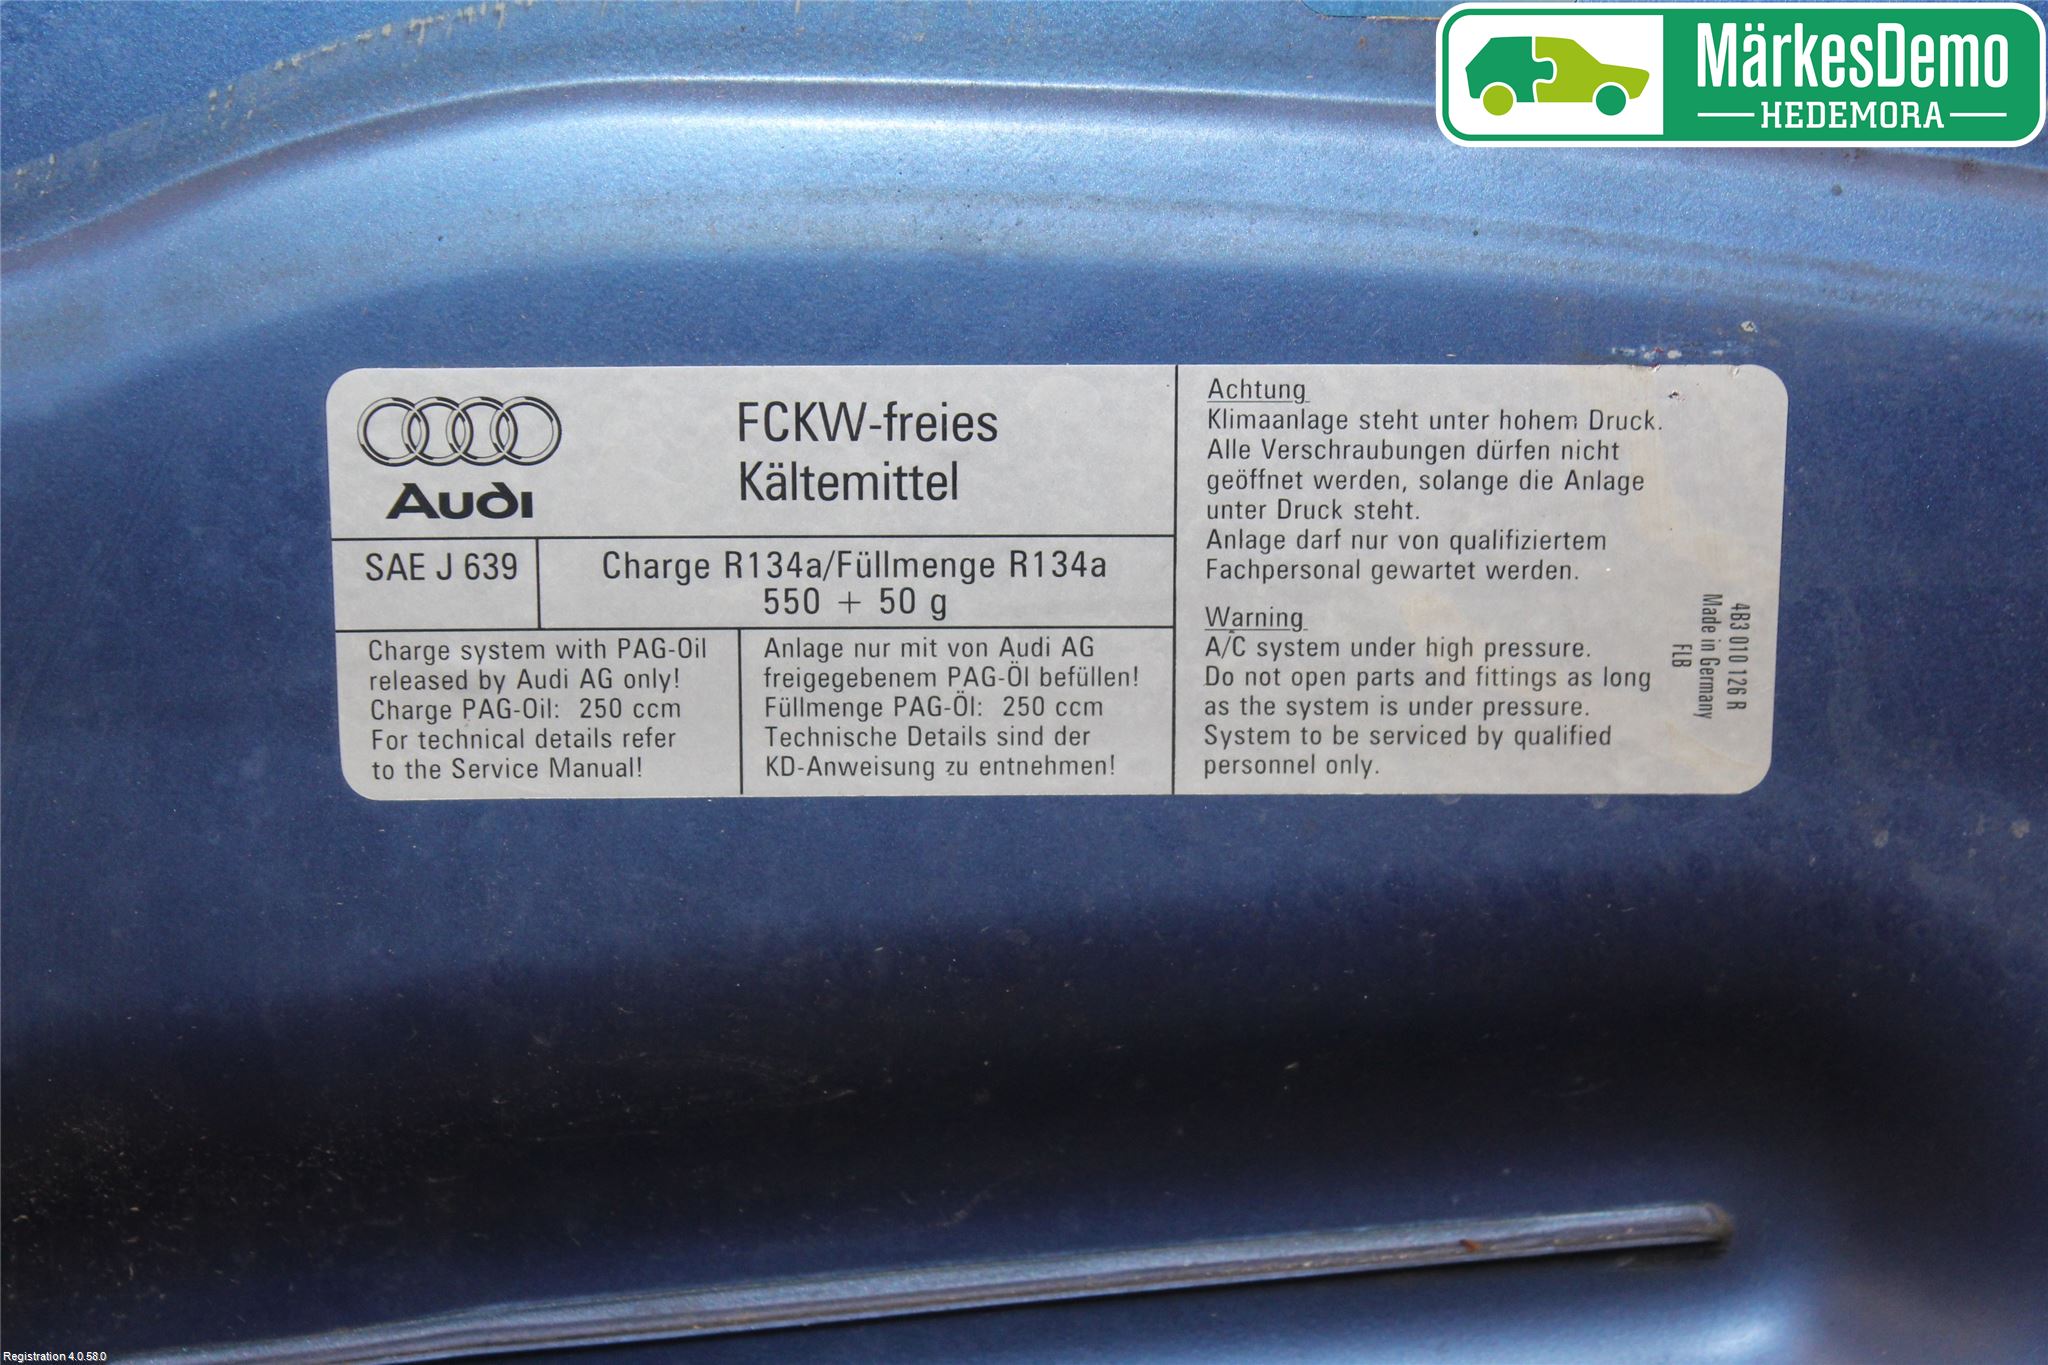 MärkesDemo
HEDEMORA
Audi
FCKW-freies
Kältemittel
SAE J 639
Charge R134a/Füllmenge R134a
550 + 50 g
Charge system with PAG-Oil
released by Audi AG only!
Charge PAG-Oil: 250 ccm
For technical details refer
to the Service Manual!
Anlage nur mit von Audi AG
freigegebenem PAG-Öl befüllen!
Füllmenge PAG-Öl: 250 ccm
Technische Details sind der
KD-Anweisung zu entnehmen!
Achtung
Klimaanlage steht unter hohem Druck.
Alle Verschraubungen dürfen nicht
geöffnet werden, solange die Anlage
unter Druck steht.
Anlage darf nur von qualifiziertem
Fachpersonal gewartet werden.
Warning
A/C system under high pressure.
Do not open parts and fittings as long
as the system is under pressure.
System to be serviced by qualified
personnel only.
4B3 010 126 R
Made in Germany
FLB
Registration 4.0.58.0